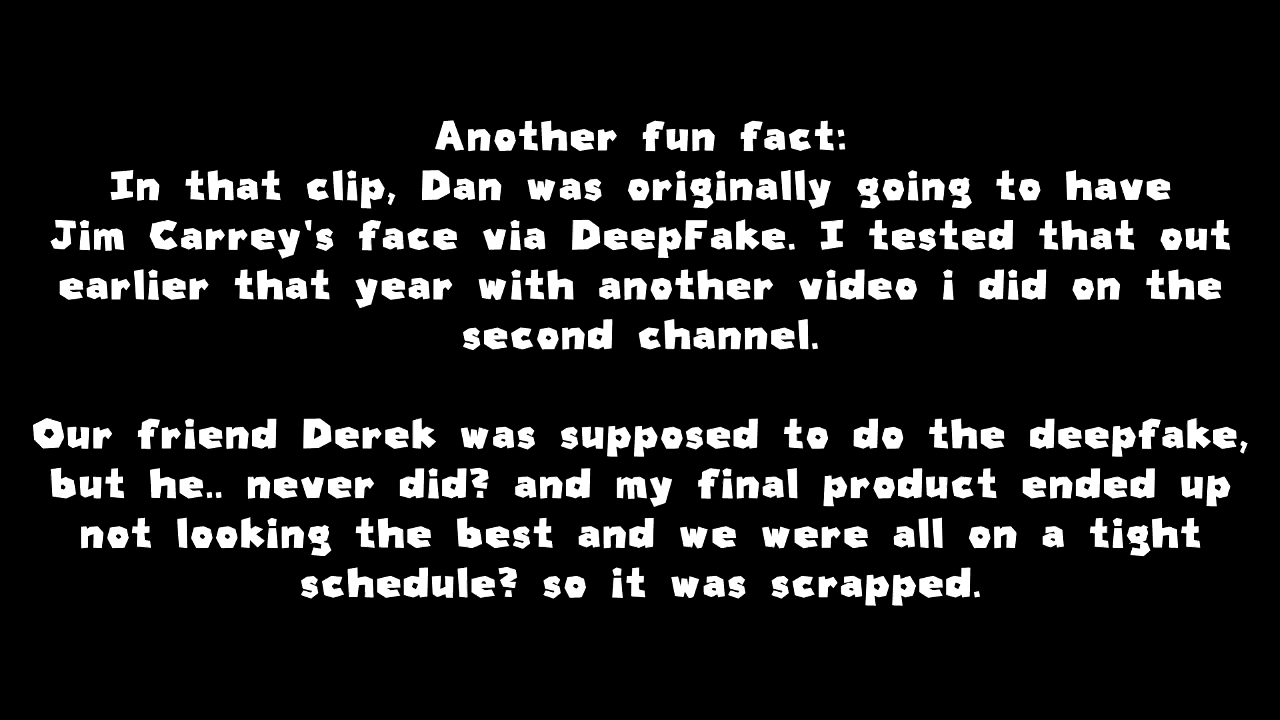 Another fun fact:
In that clip, Dan was originally going to have
Jim Carrey's face via DeepFake. I tested that out
earlier that year with another video i did on the
second channel.
Our friend Derek was supposed to do the deepfake,
but he.. never did? and my final product ended up
not looking the best and we were all on a tight
schedule? so it was scrapped.